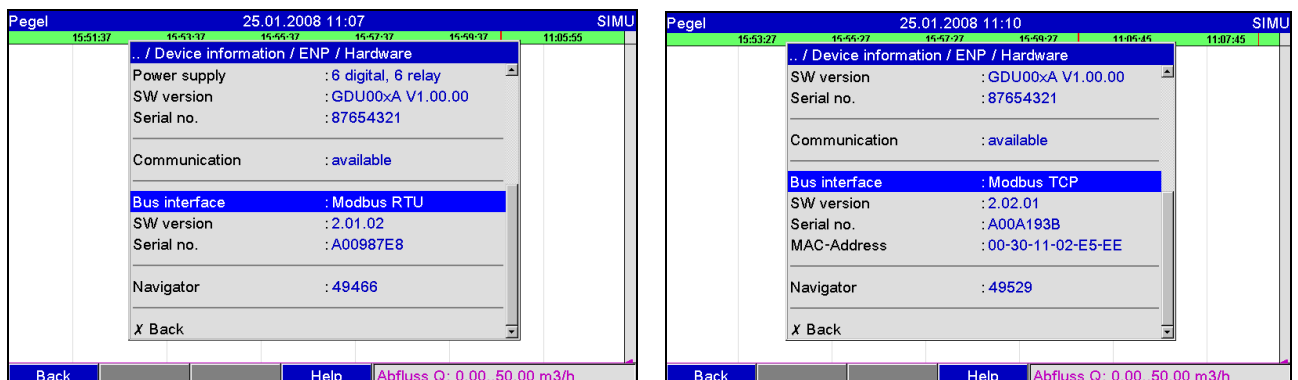 Pegel 25.01.2008 11:07 SIMU
15:51:37 15:53:37 15:55:37 15:57:37 15:59:37 11:05:55
.. / Device information / ENP / Hardware
Power supply : 6 digital, 6 relay
SW version : GDU00xA V1.00.00
Serial no. : 87654321
Communication : available
Bus interface : Modbus RTU
SW version : 2.01.02
Serial no. : A00987E8
Navigator : 49466
X Back
Back Help Abfluss Q: 0.00..50.00 m3/h
Pegel 25.01.2008 11:10 SIMU
15:53:27 15:55:27 15:57:27 15:59:27 11:05:45 11:07:45
.. / Device information / ENP / Hardware
SW version : GDU00xA V1.00.00
Serial no. : 87654321
Communication : available
Bus interface : Modbus TCP
SW version : 2.02.01
Serial no. : A00A193B
MAC-Address : 00-30-11-02-E5-EE
Navigator : 49529
X Back
Back Help Abfluss Q: 0.00..50.00 m3/h